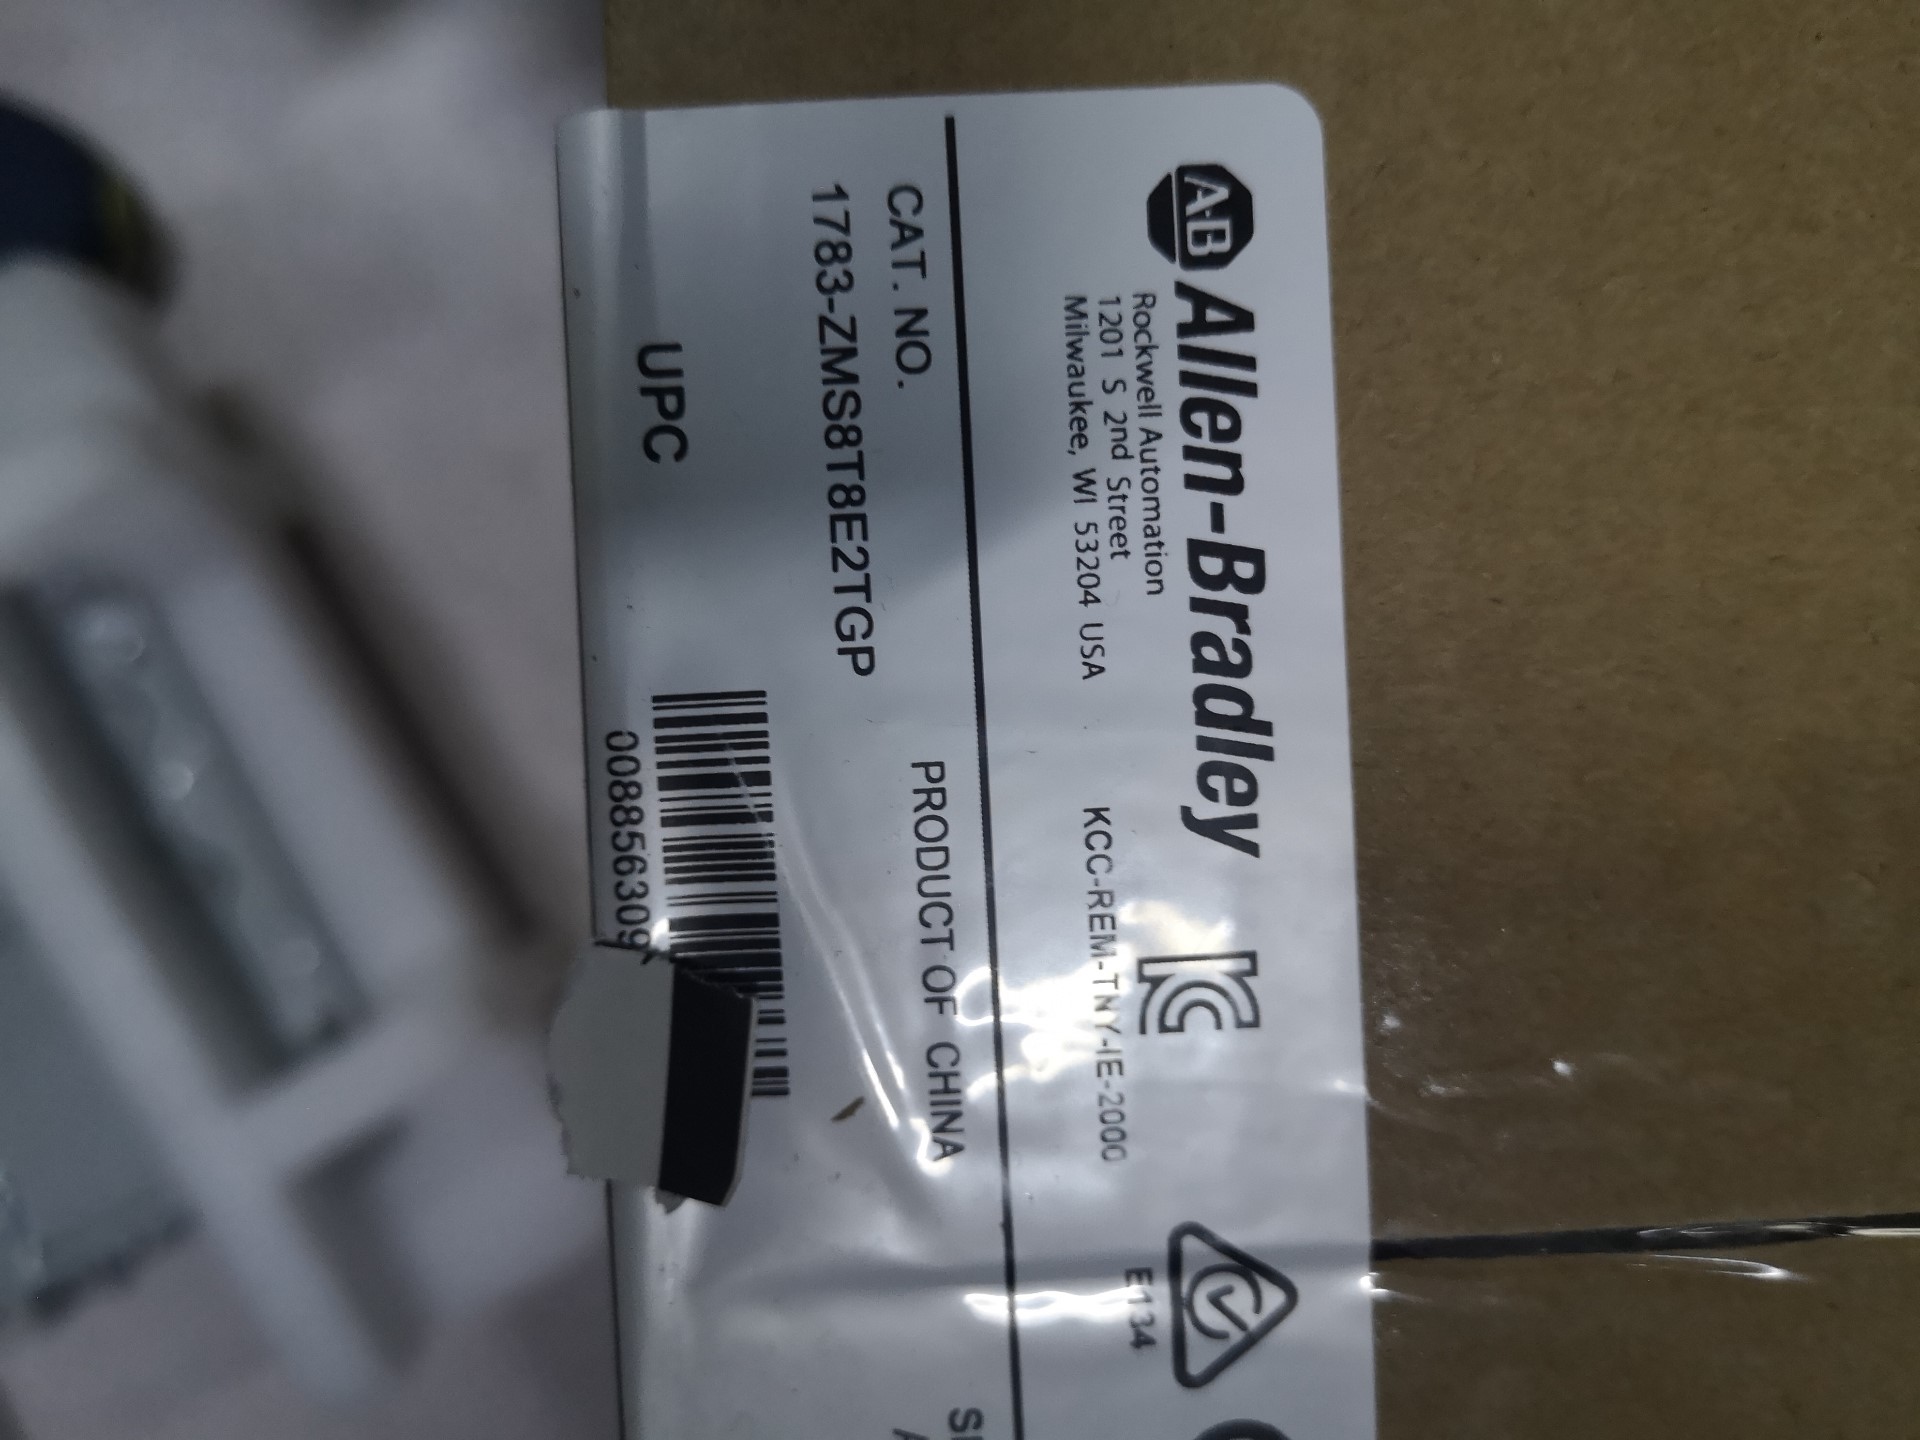 AB Allen-Bradley
Rockwell Automation
1201 S 2nd Street
Milwaukee, WI 53204 USA
KCC-REM-TNY-IE-2000
E134
CAT. NO.
1783-ZMS8T8E2TGP
PRODUCT OF CHINA
UPC
0088856309